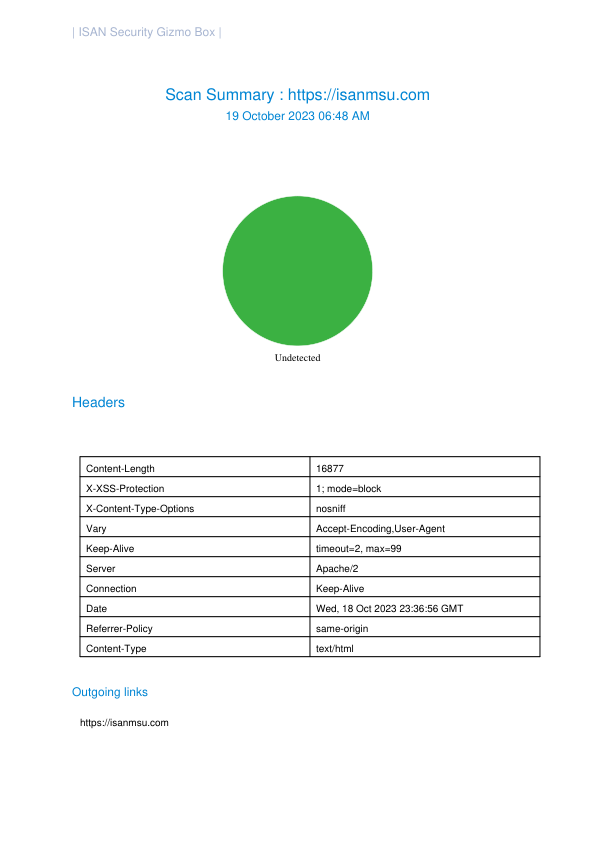 | ISAN Security Gizmo Box |
Scan Summary : https://isanmsu.com
19 October 2023 06:48 AM
Undetected
Headers
Content-Length 16877
X-XSS-Protection 1; mode=block
X-Content-Type-Options nosniff
Vary Accept-Encoding,User-Agent
Keep-Alive timeout=2, max=99
Server Apache/2
Connection Keep-Alive
Date Wed, 18 Oct 2023 23:36:56 GMT
Referrer-Policy same-origin
Content-Type text/html
Outgoing links
https://isanmsu.com